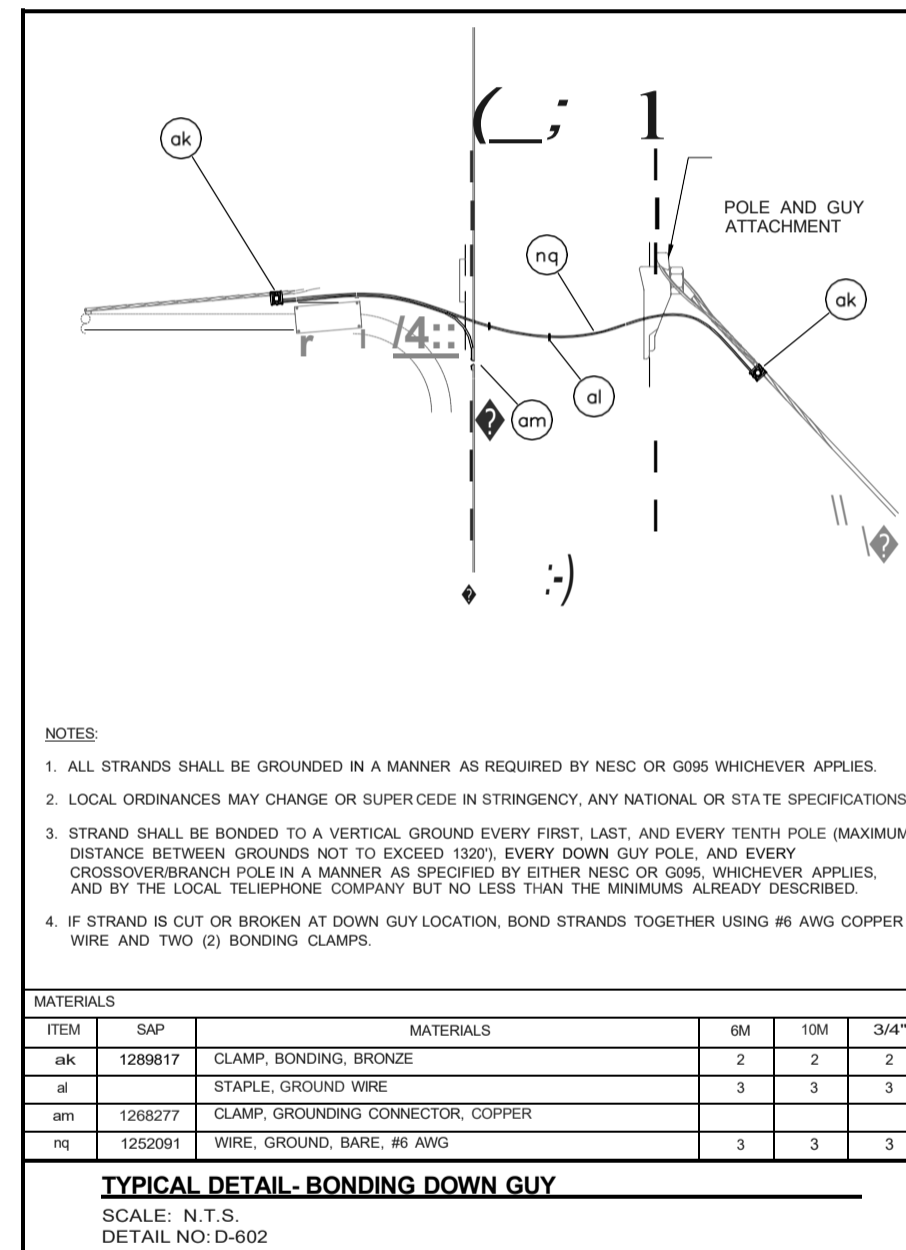 (_; 1
ak
POLE AND GUY
ATTACHMENT
nq
ak
r l /4::
al
am
:-)
NOTES:
1. ALL STRANDS SHALL BE GROUNDED IN A MANNER AS REQUIRED BY NESC OR G095 WHICHEVER APPLIES.
2. LOCAL ORDINANCES MAY CHANGE OR SUPER CEDE IN STRINGENCY, ANY NATIONAL OR STATE SPECIFICATIONS
3. STRAND SHALL BE BONDED TO A VERTICAL GROUND EVERY FIRST, LAST, AND EVERY TENTH POLE (MAXIMUM
DISTANCE BETWEEN GROUNDS NOT TO EXCEED 1320'), EVERY DOWN GUY POLE, AND EVERY
CROSSOVER/BRANCH POLE IN A MANNER AS SPECIFIED BY EITHER NESC OR G095, WHICHEVER APPLIES,
AND BY THE LOCAL TELIEPHONE COMPANY BUT NO LESS THAN THE MINIMUMS ALREADY DESCRIBED.
4. IF STRAND IS CUT OR BROKEN AT DOWN GUY LOCATION, BOND STRANDS TOGETHER USING #6 AWG COPPER
WIRE AND TWO (2) BONDING CLAMPS.
MATERIALS
ITEM SAP MATERIALS 6M 10M 3/4"
ak 1289817 CLAMP, BONDING, BRONZE 2 2 2
al STAPLE, GROUND WIRE 3 3 3
am 1268277 CLAMP, GROUNDING CONNECTOR, COPPER
nq 1252091 WIRE, GROUND, BARE, #6 AWG 3 3 3
TYPICAL DETAIL- BONDING DOWN GUY
SCALE: N.T.S.
DETAIL NO: D-602